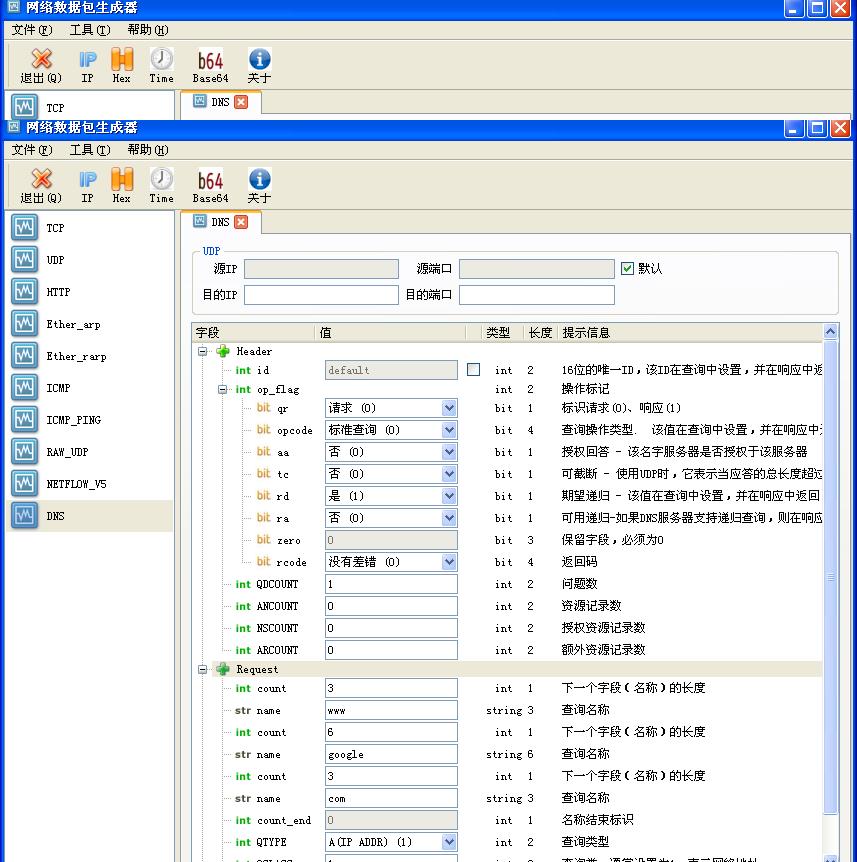 网络数据包生成器
文件(F) 工具(T) 帮助(H)
退出(Q) IP Hex Time b64 Base64 关于
TCP DNS
网络数据包生成器
文件(F) 工具(T) 帮助(H)
退出(Q) IP Hex Time b64 Base64 关于
DNS
TCP
UDP
HTTP
Ether_arp
Ether_rarp
ICMP
ICMP_PING
RAW_UDP
NETFLOW_V5
DNS
UDP
源IP 源端口 默认
目的IP 目的端口
字段 值 类型 长度 提示信息
Header
int id default int 2 16位的唯一ID，该ID在查询中设置，并在响应中返
int op_flag int 2 操作标记
bit qr 请求 (0) bit 1 标识请求(0)、响应(1)
bit opcode 标准查询 (0) bit 4 查询操作类型. 该值在查询中设置，并在响应中
bit aa 否 (0) bit 1 授权回答 - 该名字服务器是否授权于该服务器
bit tc 否 (0) bit 1 可截断 - 使用UDP时，它表示当应答的总长度超过
bit rd 是 (1) bit 1 期望递归 - 该值在查询中设置，并在响应中返回
bit ra 否 (0) bit 1 可用递归-如果DNS服务器支持递归查询，则在响应
bit zero 0 bit 3 保留字段，必须为0
bit rcode 没有差错 (0) bit 4 返回码
int QDCOUNT 1 int 2 问题数
int ANCOUNT 0 int 2 资源记录数
int NSCOUNT 0 int 2 授权资源记录数
int ARCOUNT 0 int 2 额外资源记录数
Request
int count 3 int 1 下一个字段(名称)的长度
str name www string 3 查询名称
int count 6 int 1 下一个字段(名称)的长度
str name google string 6 查询名称
int count 3 int 1 下一个字段(名称)的长度
str name com string 3 查询名称
int count_end 0 int 1 名称结束标识
int QTYPE A(IP ADDR) (1) int 2 查询类型